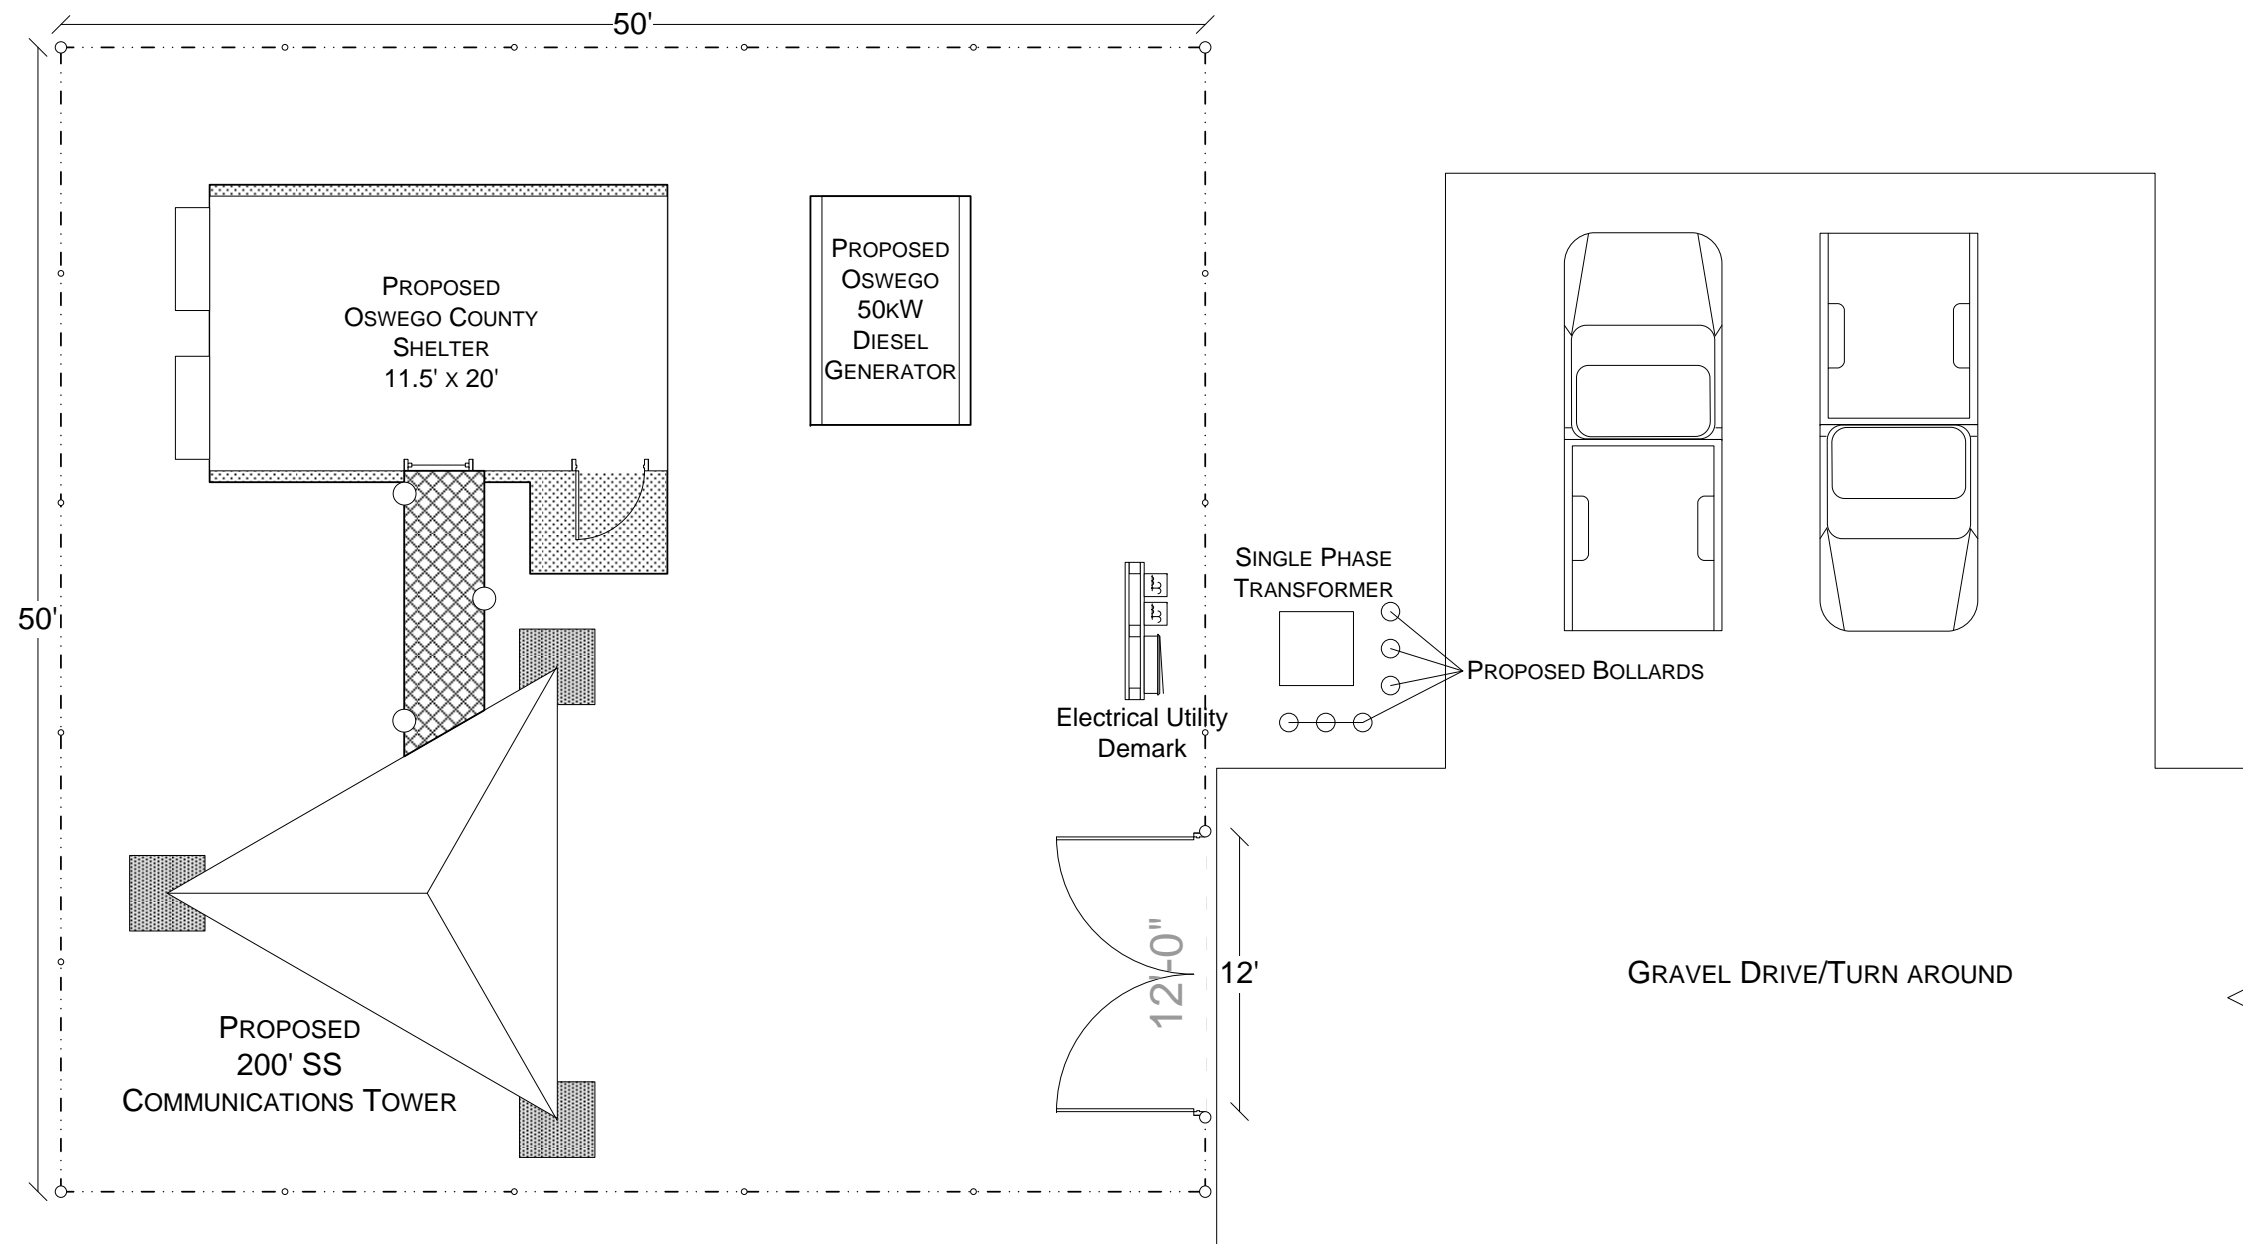 50'
PROPOSED
OSWEGO COUNTY
SHELTER
11.5' X 20'
PROPOSED
OSWEGO
50KW
DIESEL
GENERATOR
50'
SINGLE PHASE
TRANSFORMER
PROPOSED BOLLARDS
Electrical Utility
Demark
12'-0"
12'
GRAVEL DRIVE/TURN AROUND
PROPOSED
200' SS
COMMUNICATIONS TOWER